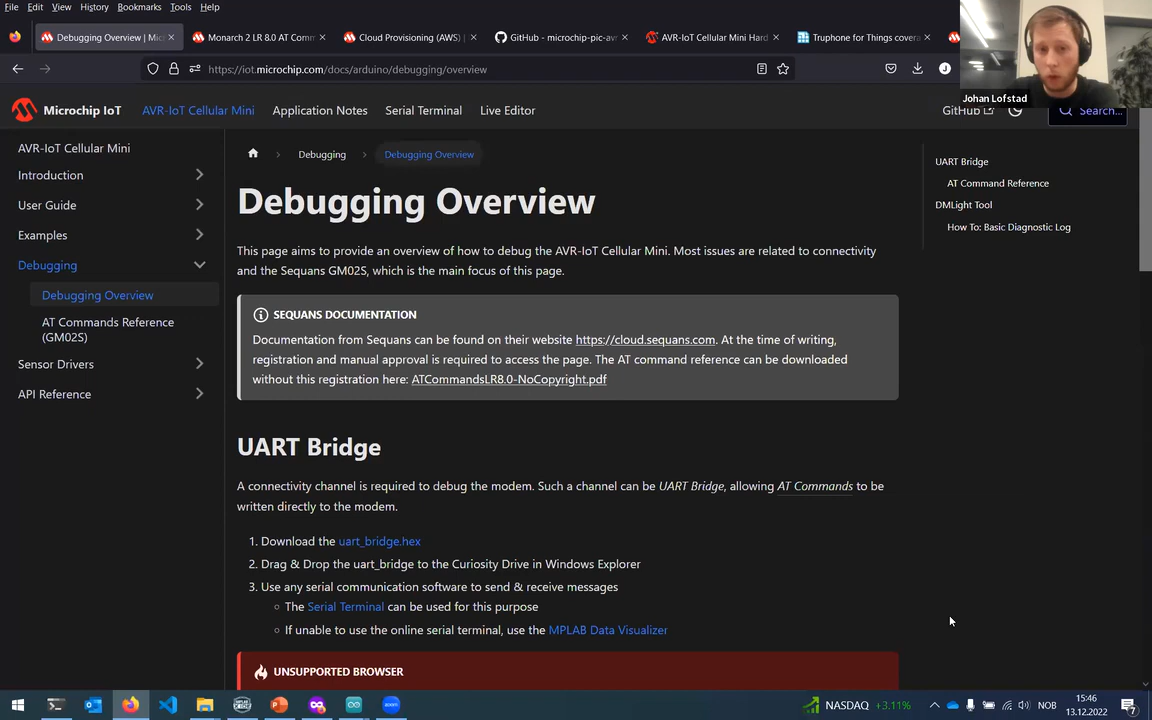 File Edit View History Bookmarks Tools Help
Debugging Overview | Mic
Monarch 2 LR 8.0 AT Com
Cloud Provisioning (AWS) |
GitHub - microchip-pic-avr
AVR-IoT Cellular Mini Hard
Truphone for Things covera
https://iot.microchip.com/docs/arduino/debugging/overview
Johan Lofstad
Microchip IoT
AVR-IoT Cellular Mini
Application Notes
Serial Terminal
Live Editor
GitHub
Search...
AVR-IoT Cellular Mini
Introduction
User Guide
Examples
Debugging
Debugging Overview
AT Commands Reference
(GM02S)
Sensor Drivers
API Reference
Debugging
Debugging Overview
Debugging Overview
This page aims to provide an overview of how to debug the AVR-IoT Cellular Mini. Most issues are related to connectivity
and the Sequans GM02S, which is the main focus of this page.
SEQUANS DOCUMENTATION
Documentation from Sequans can be found on their website https://cloud.sequans.com. At the time of writing,
registration and manual approval is required to access the page. The AT command reference can be downloaded
without this registration here: ATCommandsLR8.0-NoCopyright.pdf
UART Bridge
A connectivity channel is required to debug the modem. Such a channel can be UART Bridge, allowing AT Commands to be
written directly to the modem.
1. Download the uart_bridge.hex
2. Drag & Drop the uart_bridge to the Curiosity Drive in Windows Explorer
3. Use any serial communication software to send & receive messages
The Serial Terminal can be used for this purpose
If unable to use the online serial terminal, use the MPLAB Data Visualizer
UNSUPPORTED BROWSER
UART Bridge
AT Command Reference
DMLight Tool
How To: Basic Diagnostic Log
zoom
NASDAQ +3.11%
NOB
15:46
13.12.2022
7